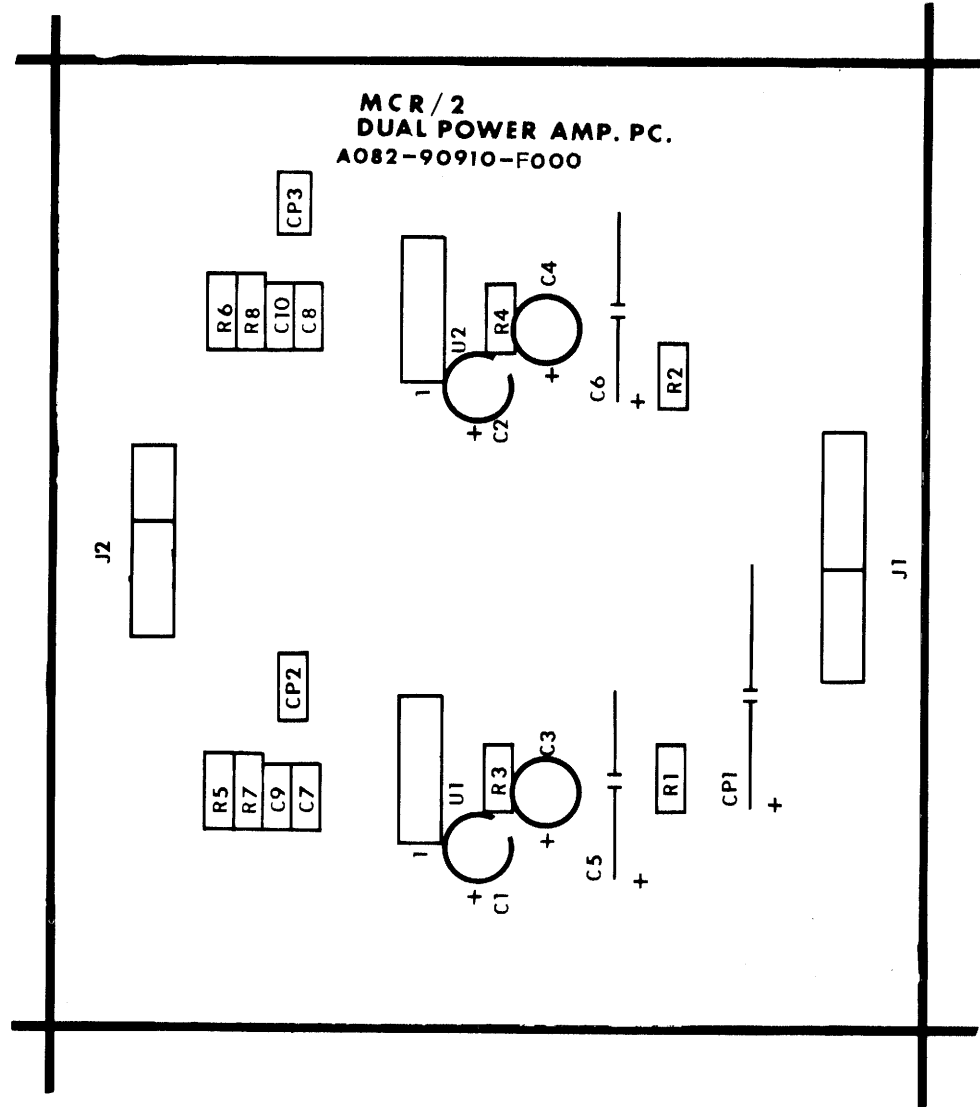 MCR/2
DUAL POWER AMP. PC.
A082-90910-F000
CP3
R6
R8
C10
C8
C4
R4
U2
1
+
C2
+
C6
+
R2
J2
J1
CP2
R5
R7
C9
C7
C3
R3
U1
1
+
C1
+
C5
+
R1
CP1
+